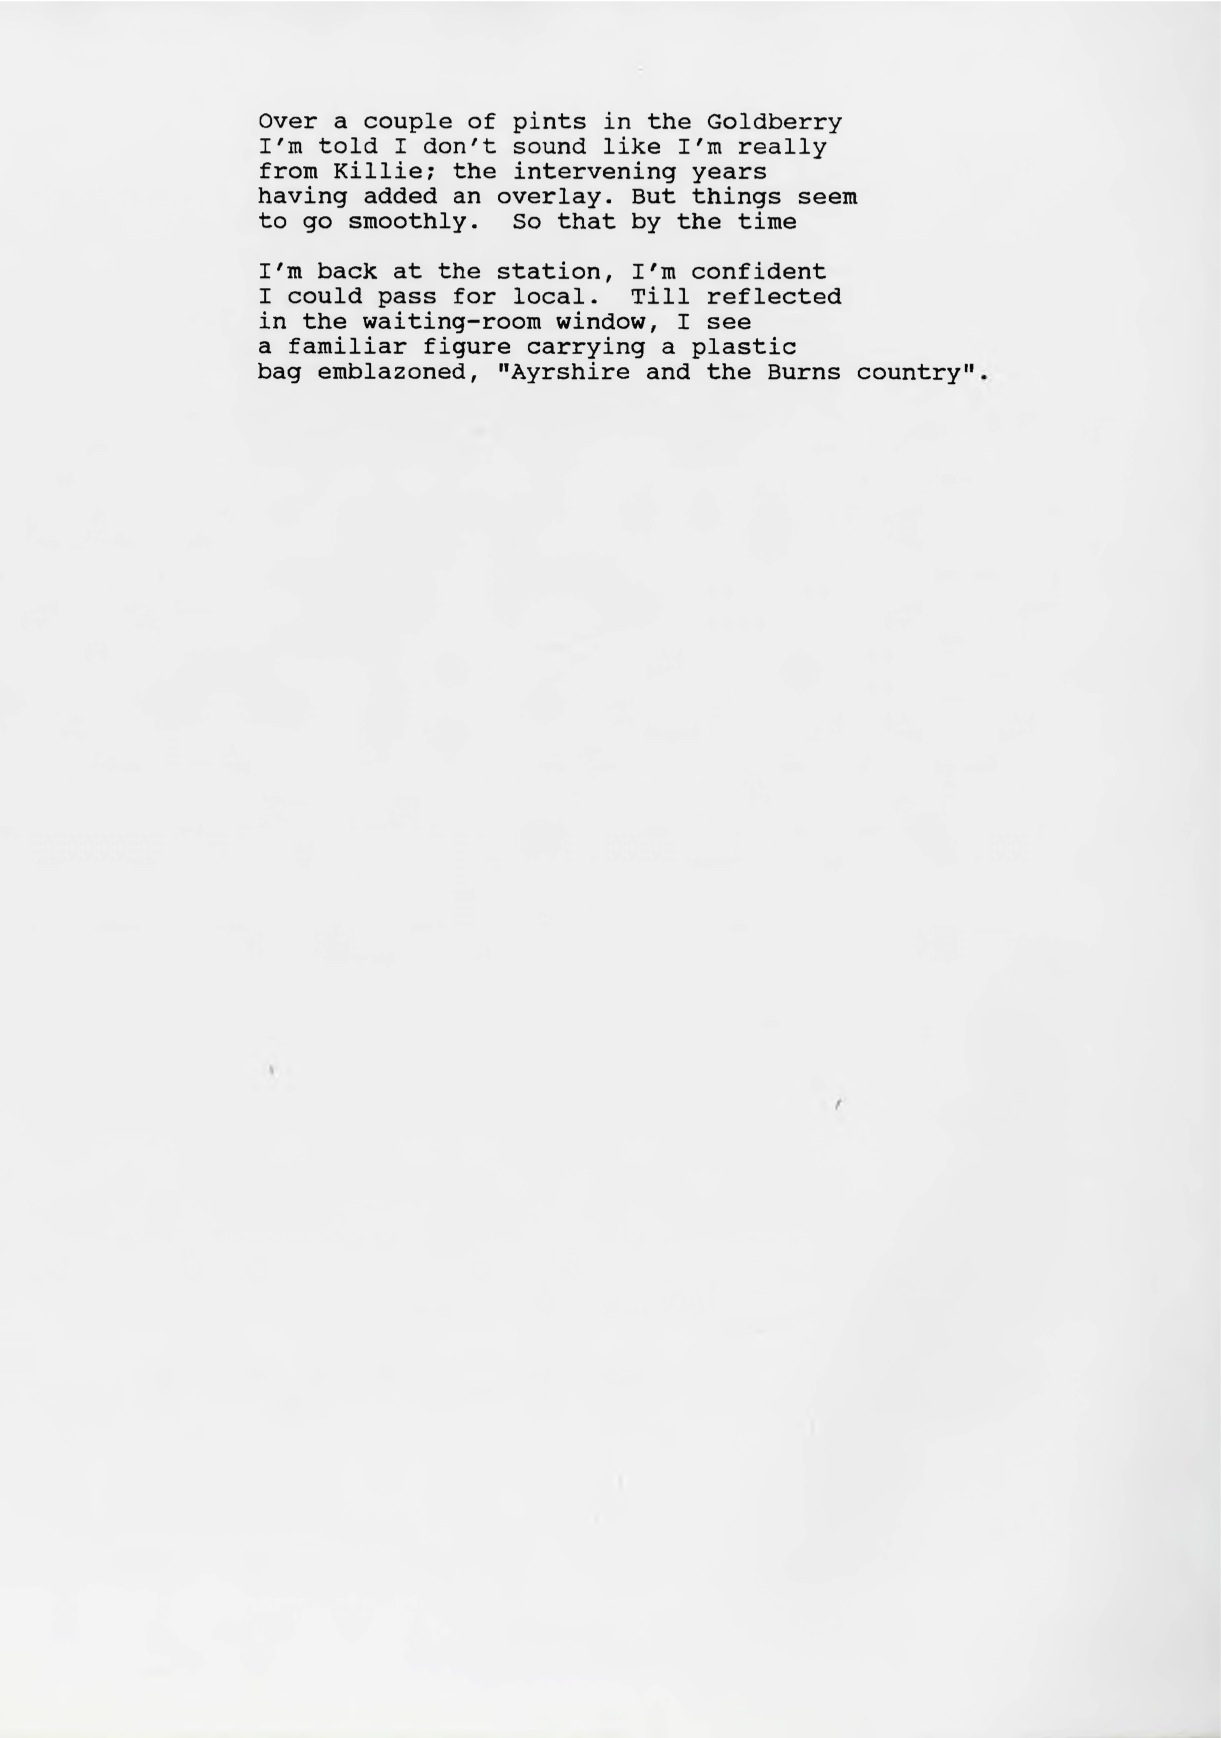 Over a couple of pints in the Goldberry
I'm told I don't sound like I'm really
from Killie; the intervening years
having added an overlay. But things seem
to go smoothly.  So that by the time

I'm back at the station, I'm confident
I could pass for local.  Till reflected
in the waiting-room window, I see
a familiar figure carrying a plastic
bag emblazoned, "Ayrshire and the Burns country".